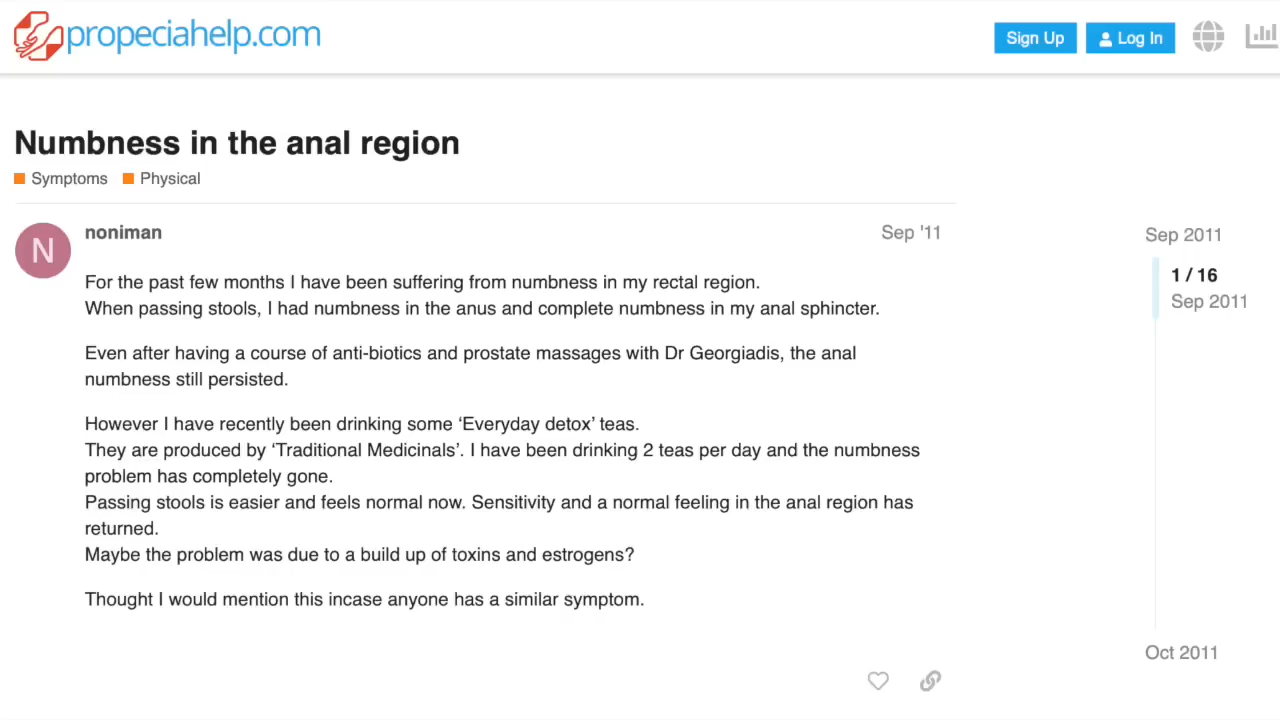 propeciahelp.com
Sign Up
Log In
Numbness in the anal region
Symptoms Physical
N
noniman
Sep '11
For the past few months I have been suffering from numbness in my rectal region.
When passing stools, I had numbness in the anus and complete numbness in my anal sphincter.
Even after having a course of anti-biotics and prostate massages with Dr Georgiadis, the anal
numbness still persisted.
However I have recently been drinking some ‘Everyday detox’ teas.
They are produced by ‘Traditional Medicinals’. I have been drinking 2 teas per day and the numbness
problem has completely gone.
Passing stools is easier and feels normal now. Sensitivity and a normal feeling in the anal region has
returned.
Maybe the problem was due to a build up of toxins and estrogens?
Thought I would mention this incase anyone has a similar symptom.
Sep 2011
1 / 16
Sep 2011
Oct 2011